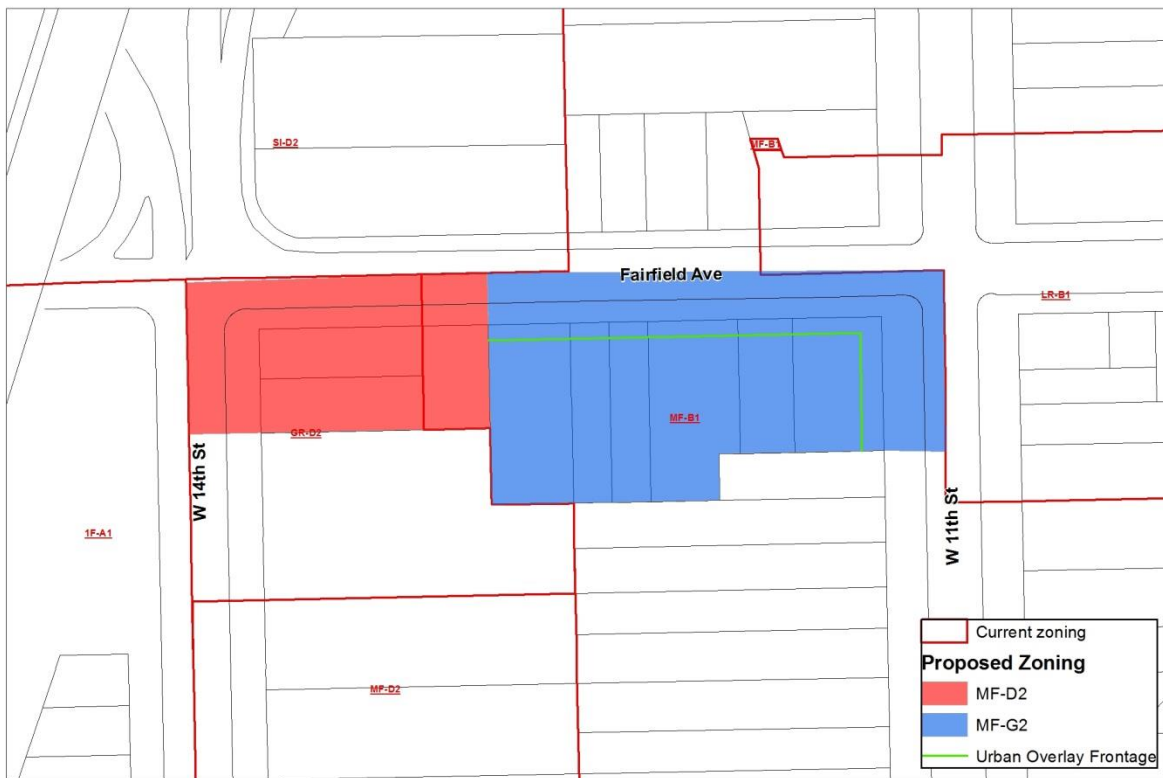 SI-D2
MF-B1
Fairfield Ave
LR-B1
MF-B1
GR-D2
W 14th St
W 11th St
1F-A1
MF-D2
Current zoning
Proposed Zoning
MF-D2
MF-G2
Urban Overlay Frontage